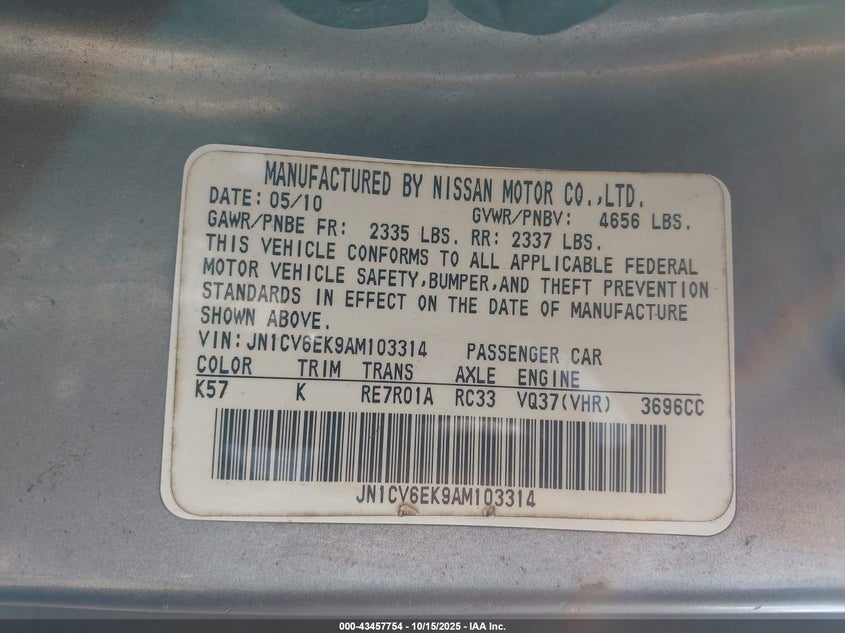 MANUFACTURED BY NISSAN MOTOR CO.,LTD.
DATE: 05/10 GVWR/PNBV: 4656 LBS.
GAWR/PNBE FR: 2335 LBS. RR: 2337 LBS.
THIS VEHICLE CONFORMS TO ALL APPLICABLE FEDERAL
MOTOR VEHICLE SAFETY,BUMPER,AND THEFT PREVENTION
STANDARDS IN EFFECT ON THE DATE OF MANUFACTURE
SHOWN ABOVE.
VIN: JN1CV6EK9AM103314 PASSENGER CAR
COLOR TRIM TRANS AXLE ENGINE
K57 K RE7R01A RC33 VQ37(VHR) 3696CC
JN1CV6EK9AM103314
000-43457754 - 10/15/2025 - IAA Inc.